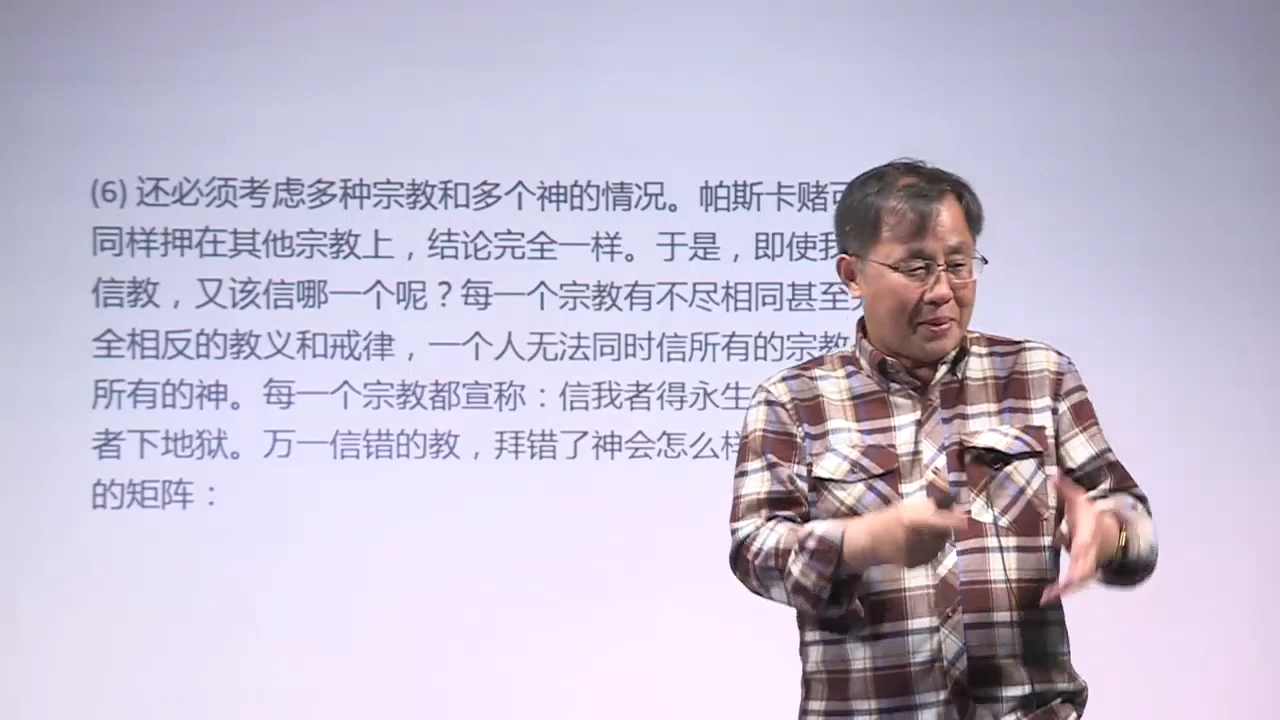 (6) 还必须考虑多种宗教和多个神的情况。帕斯卡赌
同样押在其他宗教上，结论完全一样。于是，即使我
信教，又该信哪一个呢？每一个宗教有不尽相同甚至
全相反的教义和戒律，一个人无法同时信所有的宗教
所有的神。每一个宗教都宣称：信我者得永生
者下地狱。万一信错的教，拜错了神会怎么样
的矩阵：